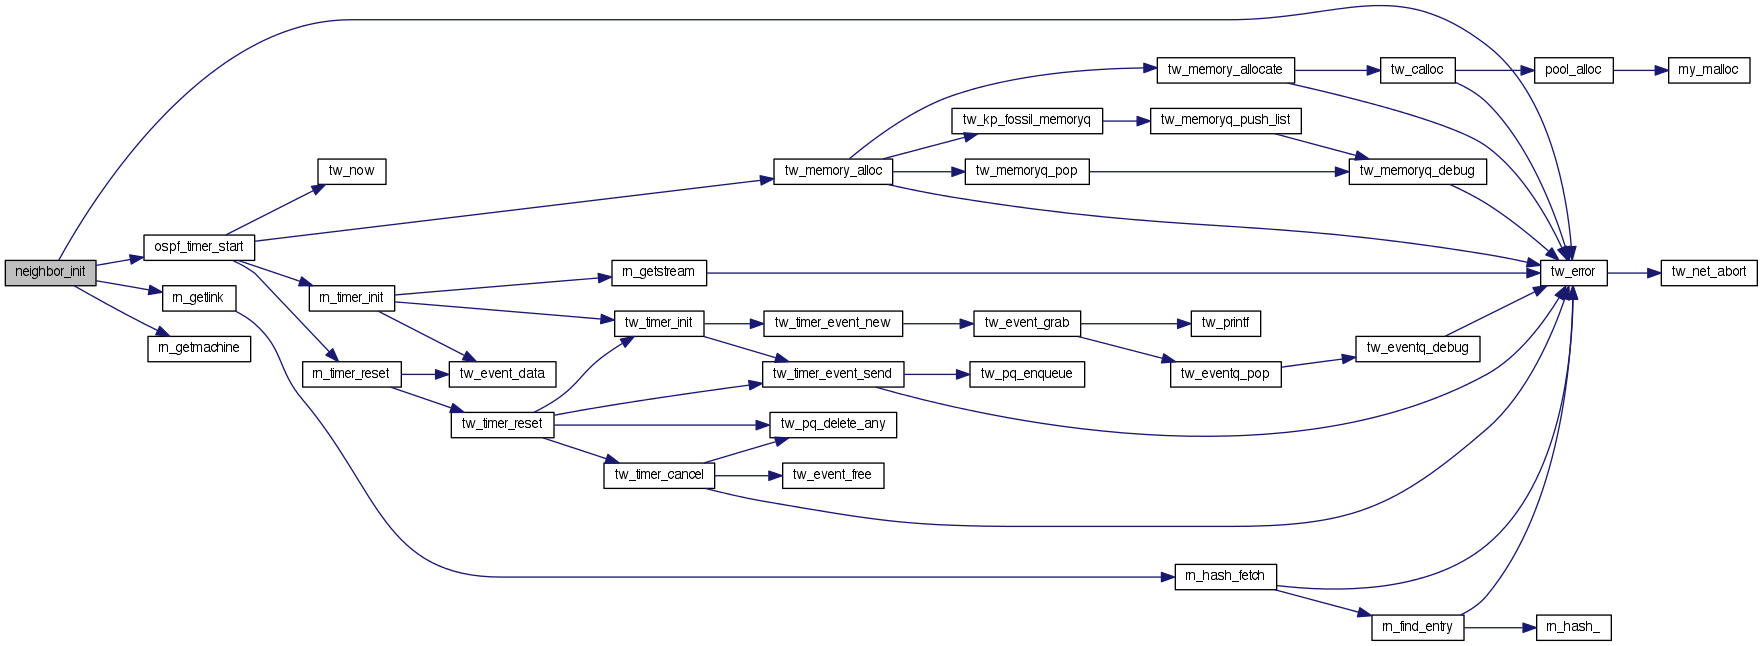 tw_memory_allocate
tw_calloc
pool_alloc
my_malloc
tw_kp_fossil_memoryq
tw_memoryq_push_list
tw_now
tw_memory_alloc
tw_memoryq_pop
tw_memoryq_debug
ospf_timer_start
neighbor_init
rn_getstream
tw_error
tw_net_abort
rn_getlink
rn_timer_init
tw_timer_init
tw_timer_event_new
tw_event_grab
tw_printf
rn_getmachine
tw_eventq_debug
rn_timer_reset
tw_event_data
tw_timer_event_send
tw_pq_enqueue
tw_eventq_pop
tw_timer_reset
tw_pq_delete_any
tw_timer_cancel
tw_event_free
rn_hash_fetch
rn_find_entry
rn_hash_